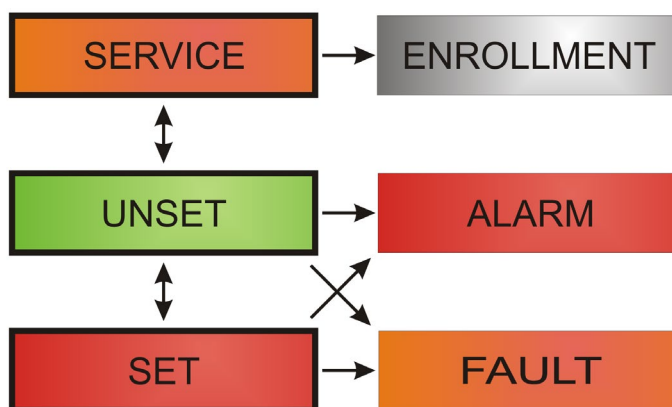 SERVICE
ENROLLMENT
UNSET
ALARM
SET
FAULT